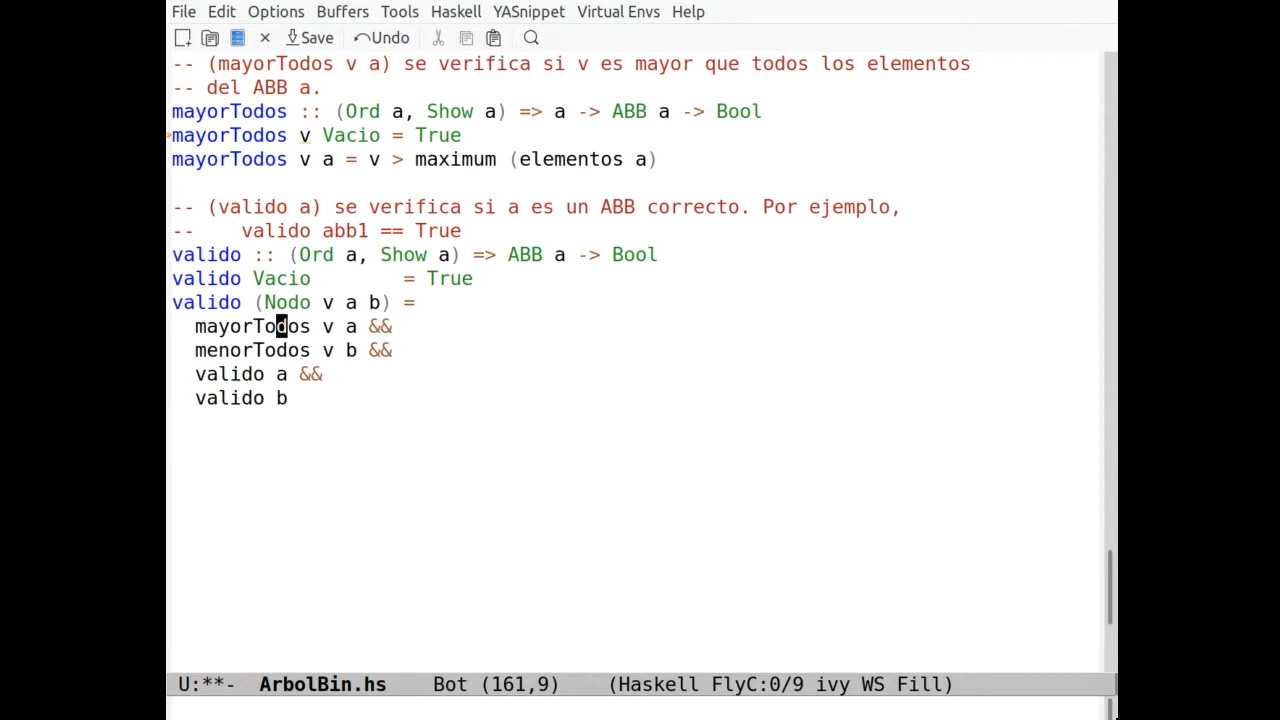 File Edit Options Buffers Tools Haskell YASnippet Virtual Envs Help
Save Undo
-- (mayorTodos v a) se verifica si v es mayor que todos los elementos
-- del ABB a.
mayorTodos :: (Ord a, Show a) => a -> ABB a -> Bool
mayorTodos v Vacio = True
mayorTodos v a = v > maximum (elementos a)
-- (valido a) se verifica si a es un ABB correcto. Por ejemplo,
--    valido abb1 == True
valido :: (Ord a, Show a) => ABB a -> Bool
valido Vacio        = True
valido (Nodo v a b) =
  mayorTodos v a &&
  menorTodos v b &&
  valido a &&
  valido b
U:**-  ArbolBin.hs    Bot (161,9)    (Haskell FlyC:0/9 ivy WS Fill)